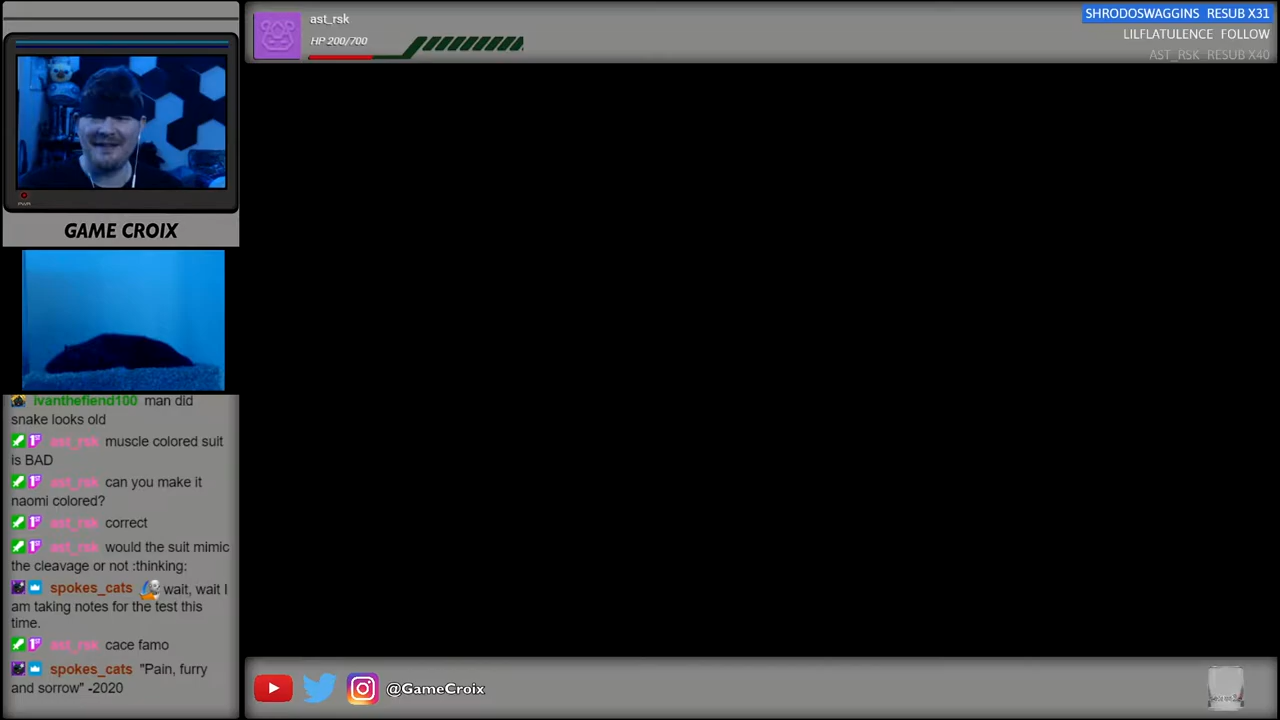 ast_rsk
HP 200/700
SHRODOSWAGGINS RESUB X31
LILFLATULENCE FOLLOW
AST_RSK RESUB X40
PWR
GAME CROIX
ivanthefiend100 man did
snake looks old
ast_rsk muscle colored suit
is BAD
ast_rsk can you make it
naomi colored?
ast_rsk correct
ast_rsk would the suit mimic
the cleavage or not :thinking:
spokes_cats wait, wait I
am taking notes for the test this
time.
ast_rsk cace famo
spokes_cats "Pain, furry
and sorrow" -2020
@GameCroix